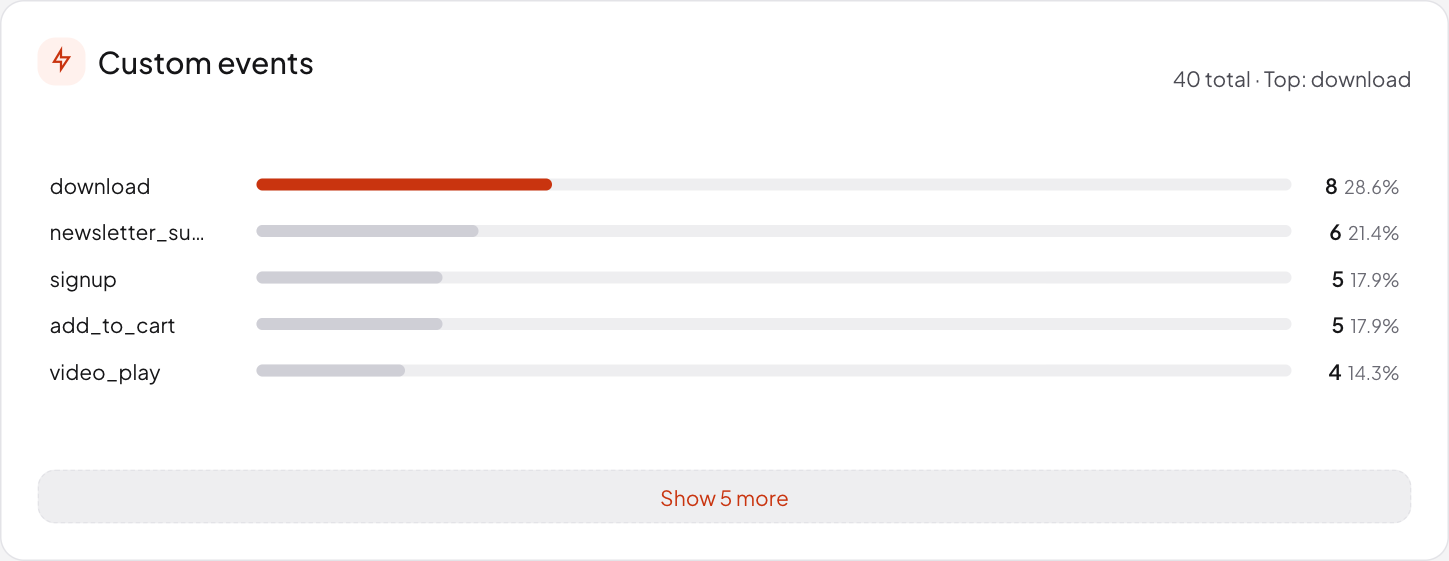 Custom events
40 total · Top: download
download 8 28.6%
newsletter_su... 6 21.4%
signup 5 17.9%
add_to_cart 5 17.9%
video_play 4 14.3%
Show 5 more